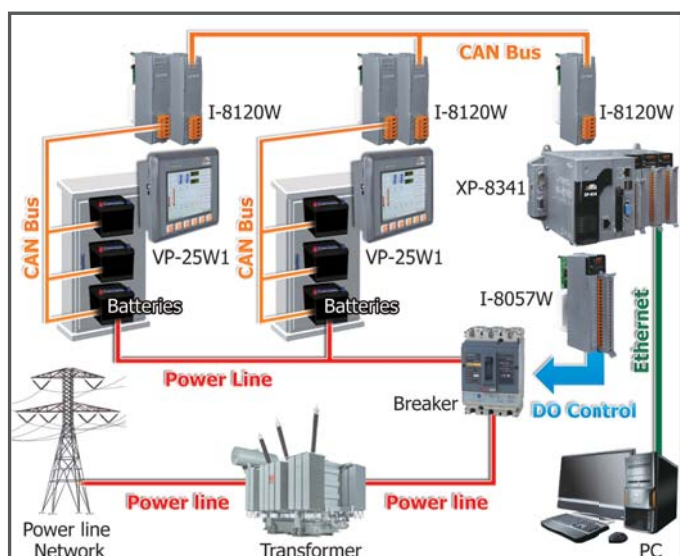 CAN Bus
I-8120W
I-8120W
I-8120W
XP-8341
CAN Bus
VP-25W1
CAN Bus
VP-25W1
I-8057W
Batteries
Batteries
Ethernet
Power Line
Breaker
DO Control
Power line
Power line
Power line
Network
Transformer
PC